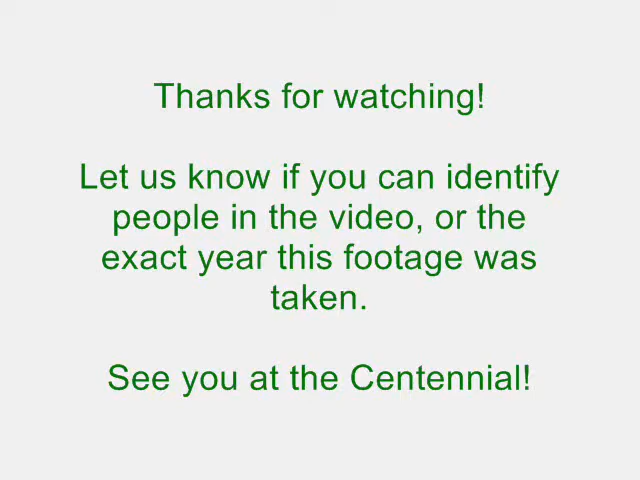 Thanks for watching!
Let us know if you can identify
people in the video, or the
exact year this footage was
taken.
See you at the Centennial!